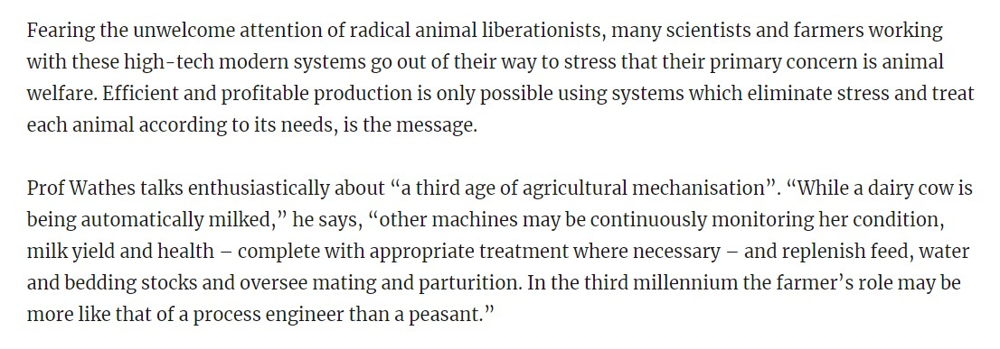 Fearing the unwelcome attention of radical animal liberationists, many scientists and farmers working
with these high-tech modern systems go out of their way to stress that their primary concern is animal
welfare. Efficient and profitable production is only possible using systems which eliminate stress and treat
each animal according to its needs, is the message.
Prof Wathes talks enthusiastically about “a third age of agricultural mechanisation”. “While a dairy cow is
being automatically milked,” he says, “other machines may be continuously monitoring her condition,
milk yield and health – complete with appropriate treatment where necessary – and replenish feed, water
and bedding stocks and oversee mating and parturition. In the third millennium the farmer’s role may be
more like that of a process engineer than a peasant.”